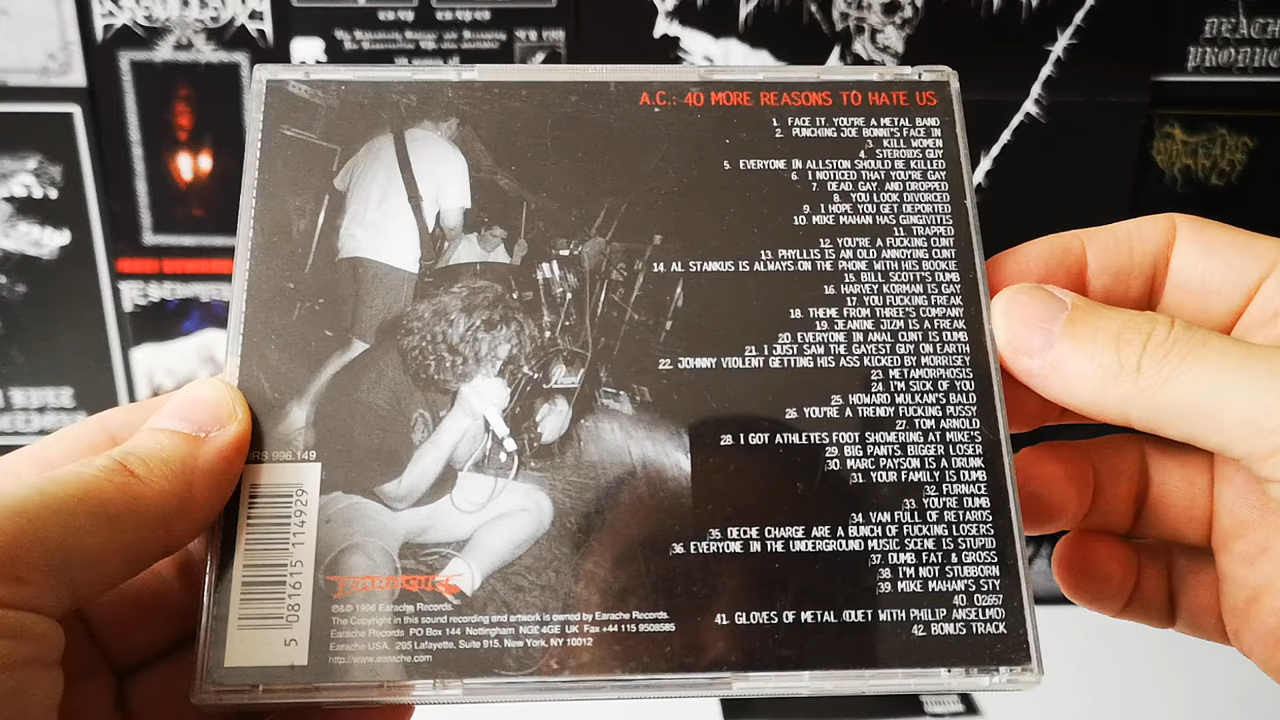 A.C.: 40 MORE REASONS TO HATE US
1. FACE IT. YOU'RE A METAL BAND
2. PUNCHING JOE BONNI'S FACE IN
3. KILL WOMEN
4. STEROIDS GUY
5. EVERYONE IN ALLSTON SHOULD BE KILLED
6. I NOTICED THAT YOU'RE GAY
7. DEAD. GAY. AND DROPPED
8. YOU LOOK DIVORCED
9. I HOPE YOU GET DEPORTED
10. MIKE MAHAN HAS GINGIVITIS
11. TRAPPED
12. YOU'RE A FUCKING CUNT
13. PHYLLIS IS AN OLD ANNOYING CUNT
14. AL STANKUS IS ALWAYS ON THE PHONE WITH HIS BOOKIE
15. BILL SCOTT'S DUMB
16. HARVEY KORMAN IS GAY
17. YOU FUCKING FREAK
18. THEME FROM THREE'S COMPANY
19. JEANINE JIZM IS A FREAK
20. EVERYONE IN ANAL CUNT IS DUMB
21. I JUST SAW THE GAYEST GUY ON EARTH
22. JOHNNY VIOLENT GETTING HIS ASS KICKED BY MORRISEY
23. METAMORPHOSIS
24. I'M SICK OF YOU
25. HOWARD WULKAN'S BALD
26. YOU'RE A TRENDY FUCKING PUSSY
27. TOM ARNOLD
28. I GOT ATHLETES FOOT SHOWERING AT MIKE'S
29. BIG PANTS. BIGGER LOSER
30. MARC PAYSON IS A DRUNK
31. YOUR FAMILY IS DUMB
32. FURNACE
33. YOU'RE DUMB
34. VAN FULL OF RETARDS
35. DECHE CHARGE ARE A BUNCH OF FUCKING LOSERS
36. EVERYONE IN THE UNDERGROUND MUSIC SCENE IS STUPID
37. DUMB. FAT. & GROSS
38. I'M NOT STUBBORN
39. MIKE MAHAN'S STY
40. 02657
41. GLOVES OF METAL (DUET WITH PHILIP ANSELMO)
42. BONUS TRACK
RS 996.149
5 081615 114929
EARACHE
℗&© 1996 Earache Records.
The Copyright in this sound recording and artwork is owned by Earache Records.
Earache Records PO Box 144 Nottingham NG3 4GE UK Fax +44 115 9508585
Earache USA. 295 Lafayette, Suite 915, New York, NY 10012
http://www.earache.com